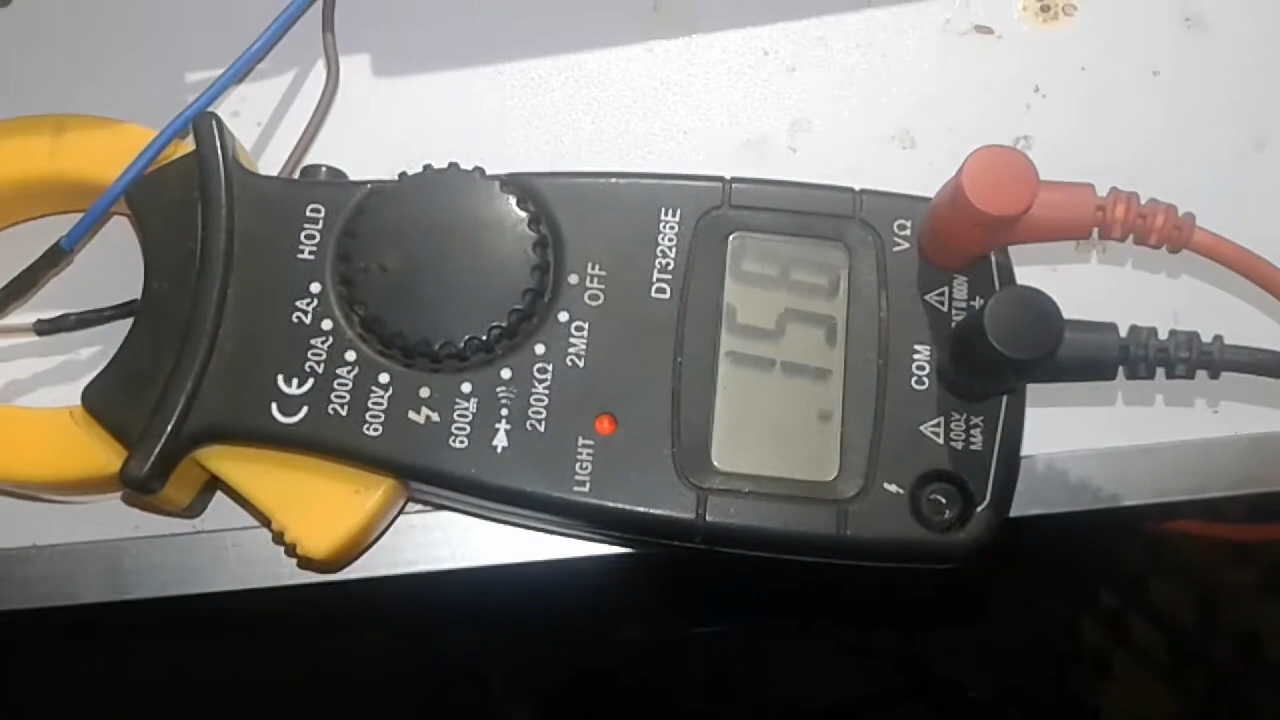 HOLD
2A
20A
200A
600V
600V
200KΩ
2MΩ
OFF
CE
LIGHT
DT3266E
.158
VΩ
COM
400V
MAX